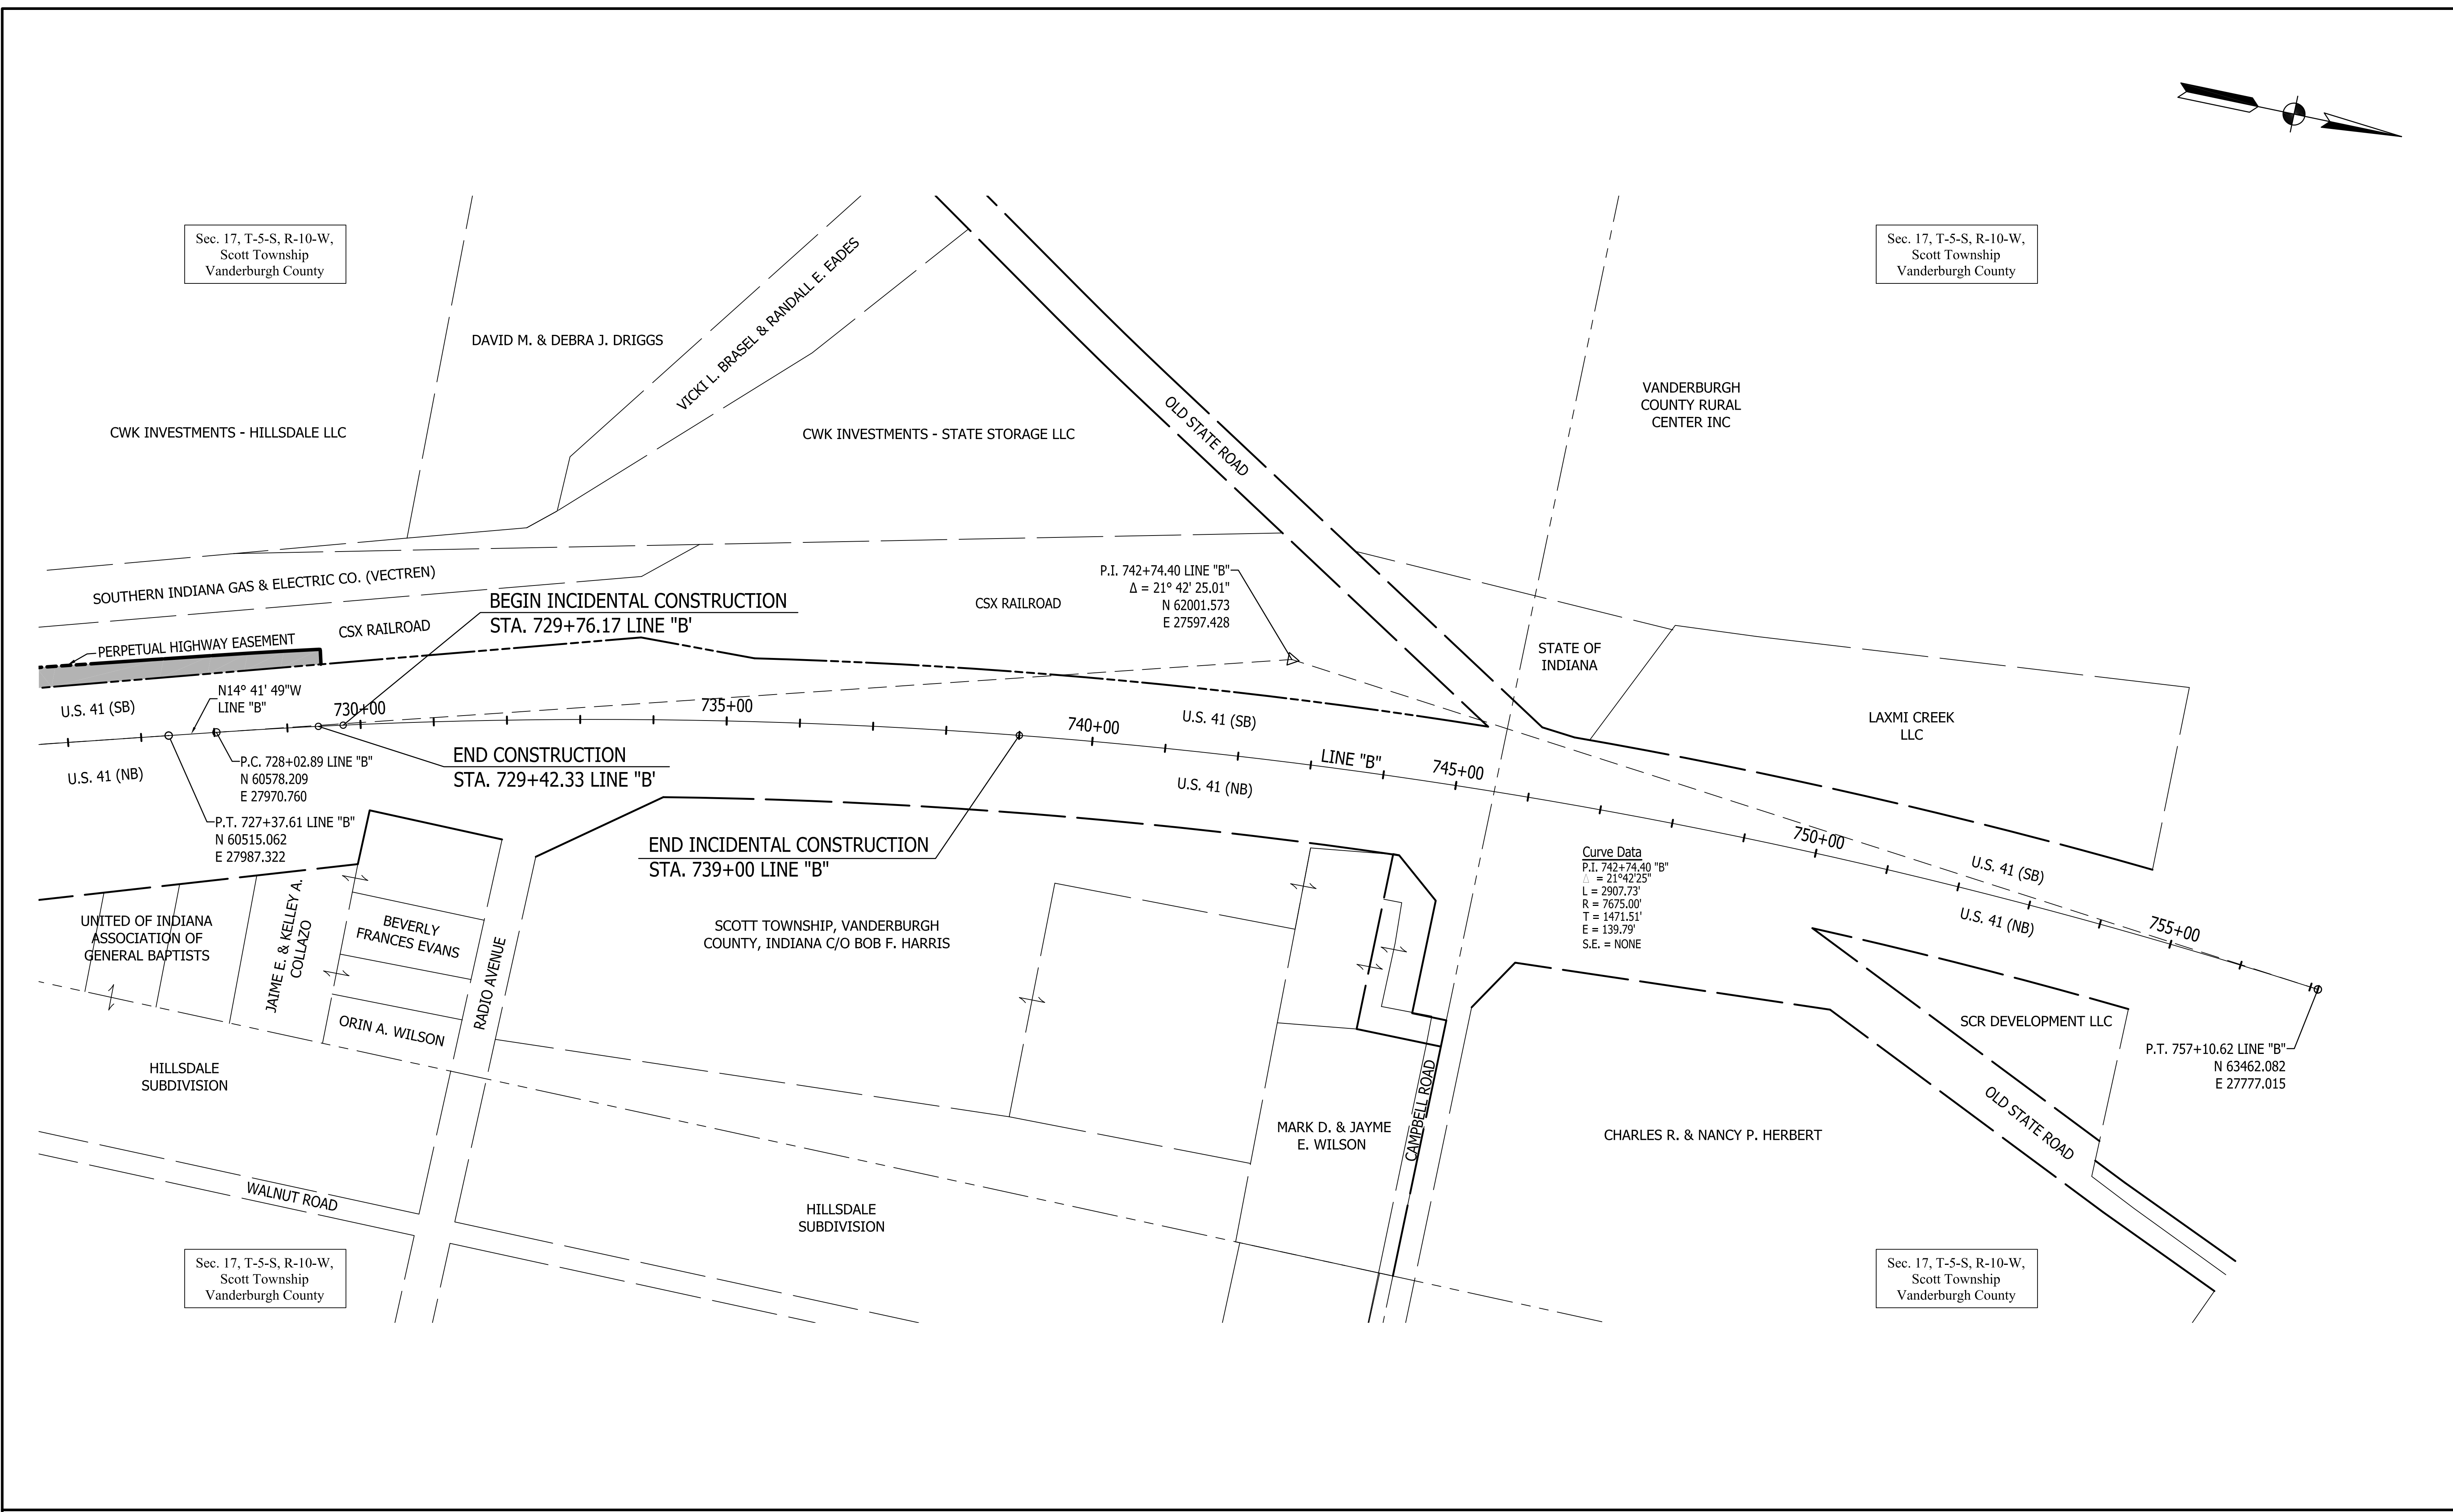 Sec. 17, T-5-S, R-10-W,
Scott Township
Vanderburgh County
Sec. 17, T-5-S, R-10-W,
Scott Township
Vanderburgh County
DAVID M. & DEBRA J. DRIGGS
VICKI L. BRASEL & RANDALL E. EADES
CWK INVESTMENTS - HILLSDALE LLC
CWK INVESTMENTS - STATE STORAGE LLC
OLD STATE ROAD
VANDERBURGH
COUNTY RURAL
CENTER INC
SOUTHERN INDIANA GAS & ELECTRIC CO. (VECTREN)
P.I. 742+74.40 LINE "B"
Δ = 21° 42' 25.01"
N 62001.573
E 27597.428
BEGIN INCIDENTAL CONSTRUCTION
STA. 729+76.17 LINE "B'
CSX RAILROAD
CSX RAILROAD
PERPETUAL HIGHWAY EASEMENT
STATE OF
INDIANA
N14° 41' 49"W
LINE "B"
U.S. 41 (SB)
730+00
735+00
740+00
U.S. 41 (SB)
LAXMI CREEK
LLC
END CONSTRUCTION
STA. 729+42.33 LINE "B'
LINE "B"
745+00
U.S. 41 (NB)
U.S. 41 (NB)
P.C. 728+02.89 LINE "B"
N 60578.209
E 27970.760
P.T. 727+37.61 LINE "B"
N 60515.062
E 27987.322
END INCIDENTAL CONSTRUCTION
STA. 739+00 LINE "B"
Curve Data
P.I. 742+74.40 "B"
△ = 21°42'25"
L = 2907.73'
R = 7675.00'
T = 1471.51'
E = 139.79'
S.E. = NONE
750+00
U.S. 41 (SB)
U.S. 41 (NB)
755+00
UNITED OF INDIANA
ASSOCIATION OF
GENERAL BAPTISTS
JAIME E. & KELLEY A.
COLLAZO
BEVERLY
FRANCES EVANS
RADIO AVENUE
SCOTT TOWNSHIP, VANDERBURGH
COUNTY, INDIANA C/O BOB F. HARRIS
ORIN A. WILSON
SCR DEVELOPMENT LLC
P.T. 757+10.62 LINE "B"
N 63462.082
E 27777.015
HILLSDALE
SUBDIVISION
MARK D. & JAYME
E. WILSON
CAMPBELL ROAD
CHARLES R. & NANCY P. HERBERT
OLD STATE ROAD
WALNUT ROAD
HILLSDALE
SUBDIVISION
Sec. 17, T-5-S, R-10-W,
Scott Township
Vanderburgh County
Sec. 17, T-5-S, R-10-W,
Scott Township
Vanderburgh County